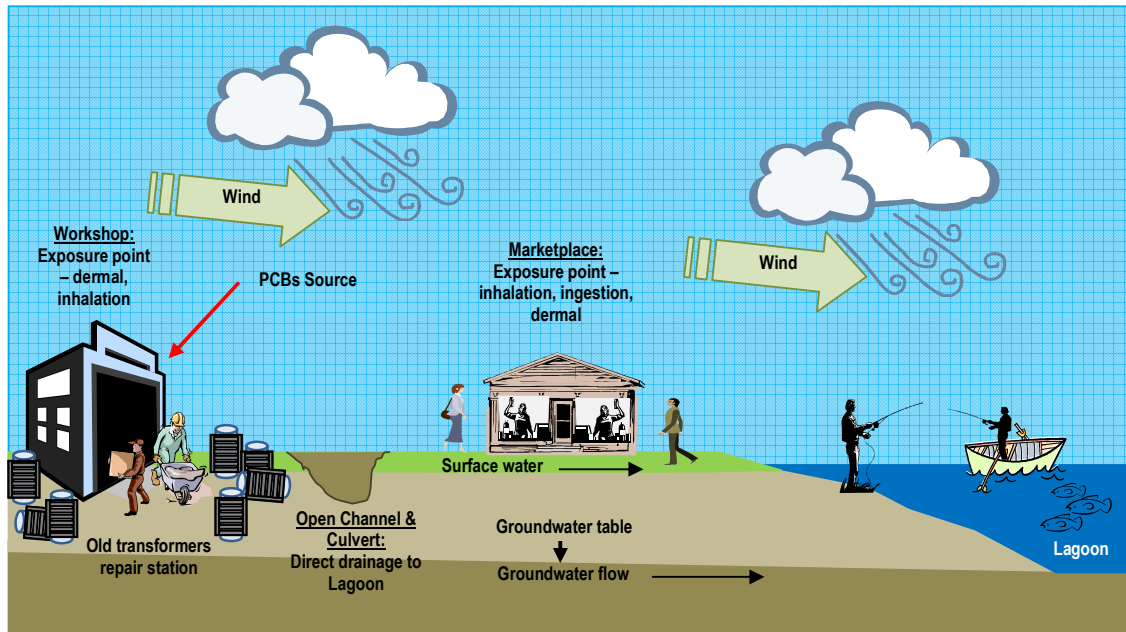 Wind
Workshop:
Exposure point
– dermal,
inhalation
PCBs Source
Marketplace:
Exposure point –
inhalation, ingestion,
dermal
Wind
Surface water
Old transformers
repair station
Open Channel &
Culvert:
Direct drainage to
Lagoon
Groundwater table
Groundwater flow
Lagoon